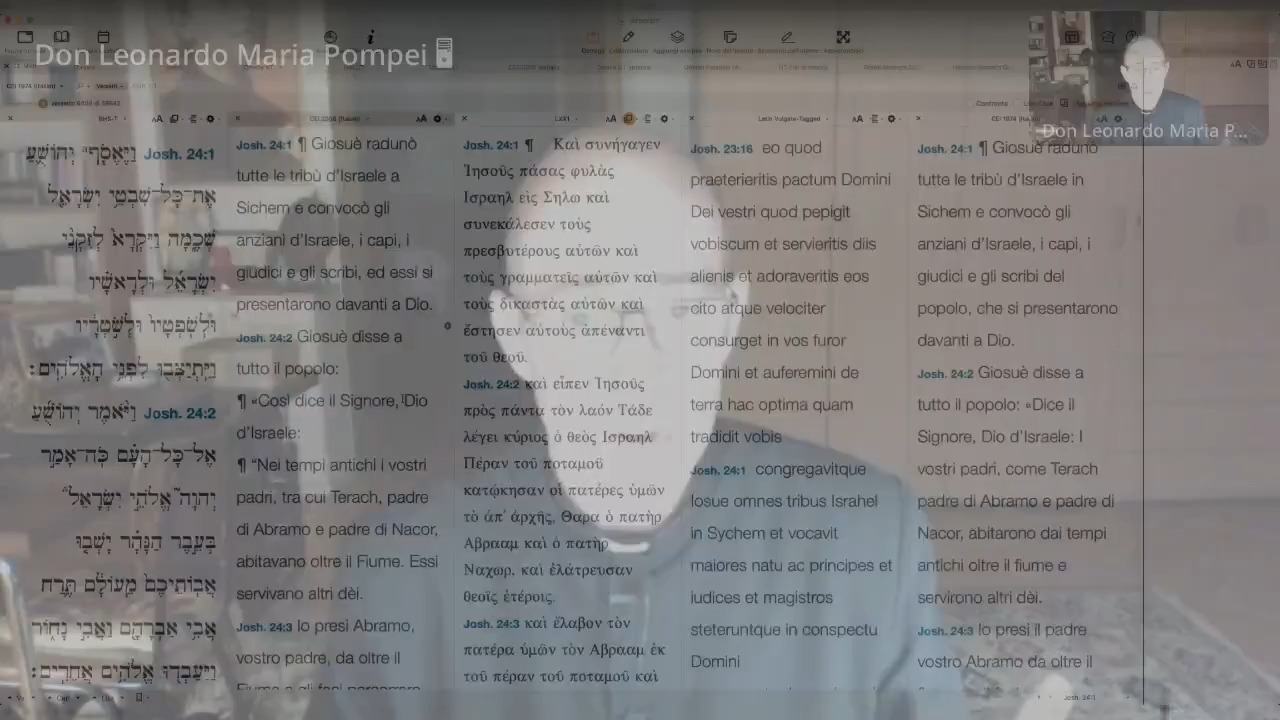 Don Leonardo Maria Pompei
Don Leonardo Maria P...
Josh. 24:1 וַיֶּאֱסֹ֧ף יְהוֹשֻׁ֛עַ
אֶת־כָּל־שִׁבְטֵ֥י יִשְׂרָאֵ֖ל
שְׁכֶ֑מָה וַיִּקְרָא֩ לְזִקְנֵ֨י
יִשְׂרָאֵ֜ל וּלְרָאשָׁ֗יו
וּלְשֹֽׁפְטָיו֙ וּלְשֹׁ֣טְרָ֔יו
וַיִּֽתְיַצְּב֖וּ לִפְנֵ֥י הָאֱלֹהִֽים׃
Josh. 24:2 וַיֹּ֨אמֶר יְהוֹשֻׁ֜עַ
אֶל־כָּל־הָעָ֗ם כֹּֽה־אָמַ֣ר
יְהוָה֮ אֱלֹהֵ֣י יִשְׂרָאֵל֒
בְּעֵ֣בֶר הַנָּהָ֗ר יָשְׁב֤וּ
אֲבֽוֹתֵיכֶם֙ מֵֽעוֹלָ֔ם תֶּ֛רַח
אֲבִ֥י אַבְרָהָ֖ם וַאֲבִ֣י נָח֑וֹר
וַיַּעַבְד֖וּ אֱלֹהִ֥ים אֲחֵרִֽים׃
Josh. 24:1 ¶ Giosuè radunò
tutte le tribù d’Israele a
Sichem e convocò gli
anziani d’Israele, i capi, i
giudici e gli scribi, ed essi si
presentarono davanti a Dio.
Josh. 24:2 Giosuè disse a
tutto il popolo:
¶ «Così dice il Signore, Dio
d’Israele:
¶ “Nei tempi antichi i vostri
padri, tra cui Terach, padre
di Abramo e padre di Nacor,
abitavano oltre il Fiume. Essi
servivano altri dèi.
Josh. 24:3 Io presi Abramo,
vostro padre, da oltre il
Josh. 24:1 ¶ Καὶ συνήγαγεν
Ἰησοῦς πάσας φυλὰς
Ισραηλ εἰς Σηλω καὶ
συνεκάλεσεν τοὺς
πρεσβυτέρους αὐτῶν καὶ
τοὺς γραμματεῖς αὐτῶν καὶ
τοὺς δικαστὰς αὐτῶν καὶ
ἔστησεν αὐτοὺς ἀπέναντι
τοῦ θεοῦ.
Josh. 24:2 καὶ εἶπεν Ἰησοῦς
πρὸς πάντα τὸν λαόν Τάδε
λέγει κύριος ὁ θεὸς Ισραηλ
Πέραν τοῦ ποταμοῦ
κατῴκησαν οἱ πατέρες ὑμῶν
τὸ ἀπ᾽ ἀρχῆς, Θαρα ὁ πατὴρ
Αβρααμ καὶ ὁ πατὴρ
Ναχωρ, καὶ ἐλάτρευσαν
θεοῖς ἑτέροις.
Josh. 24:3 καὶ ἔλαβον τὸν
πατέρα ὑμῶν τὸν Αβρααμ ἐκ
τοῦ πέραν τοῦ ποταμοῦ καὶ
Josh. 23:16 eo quod
praeterieritis pactum Domini
Dei vestri quod pepigit
vobiscum et servieritis diis
alienis et adoraveritis eos
cito atque velociter
consurget in vos furor
Domini et auferemini de
terra hac optima quam
tradidit vobis
Josh. 24:1 congregavitque
Iosue omnes tribus Israhel
in Sychem et vocavit
maiores natu ac principes et
iudices et magistros
steteruntque in conspectu
Domini
Josh. 24:1 ¶ Giosuè radunò
tutte le tribù d’Israele in
Sichem e convocò gli
anziani d’Israele, i capi, i
giudici e gli scribi del
popolo, che si presentarono
davanti a Dio.
Josh. 24:2 Giosuè disse a
tutto il popolo: «Dice il
Signore, Dio d’Israele: I
vostri padri, come Terach
padre di Abramo e padre di
Nacor, abitarono dai tempi
antichi oltre il fiume e
servirono altri dèi.
Josh. 24:3 Io presi il padre
vostro Abramo da oltre il